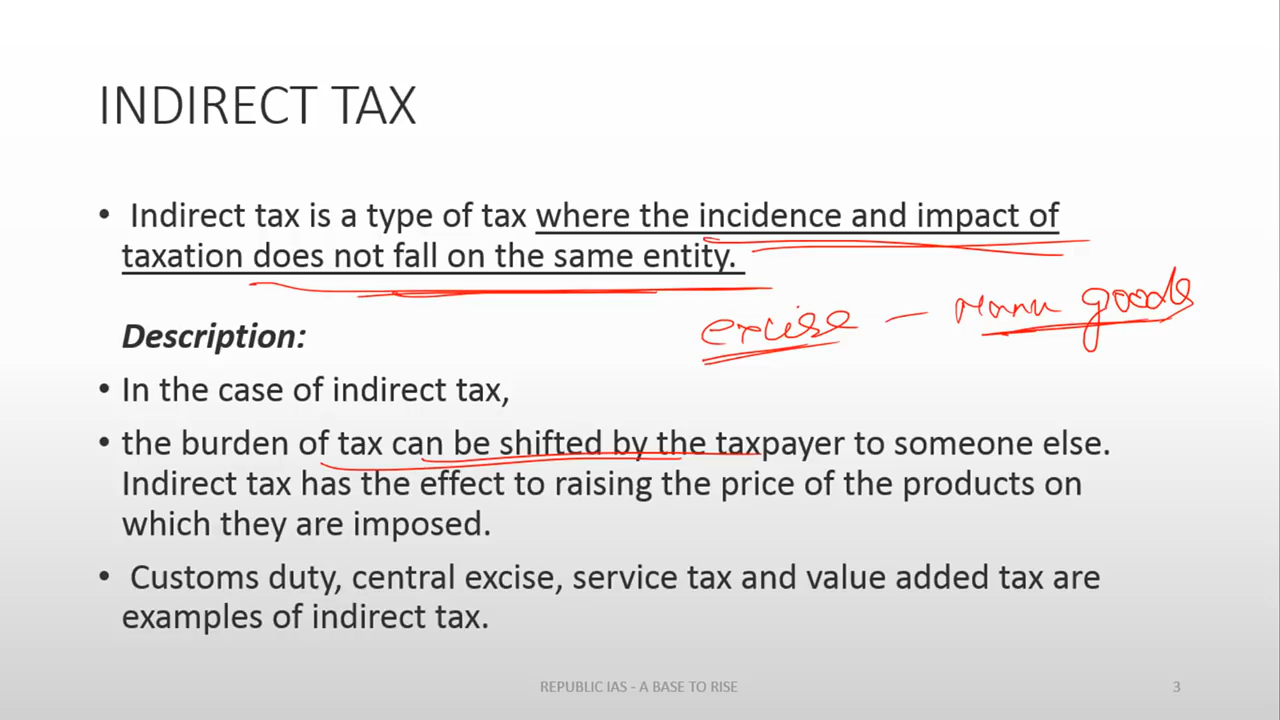 INDIRECT TAX
• Indirect tax is a type of tax where the incidence and impact of
taxation does not fall on the same entity.
excise – Manu goods
Description:
• In the case of indirect tax,
• the burden of tax can be shifted by the taxpayer to someone else.
Indirect tax has the effect to raising the price of the products on
which they are imposed.
• Customs duty, central excise, service tax and value added tax are
examples of indirect tax.
REPUBLIC IAS - A BASE TO RISE
3